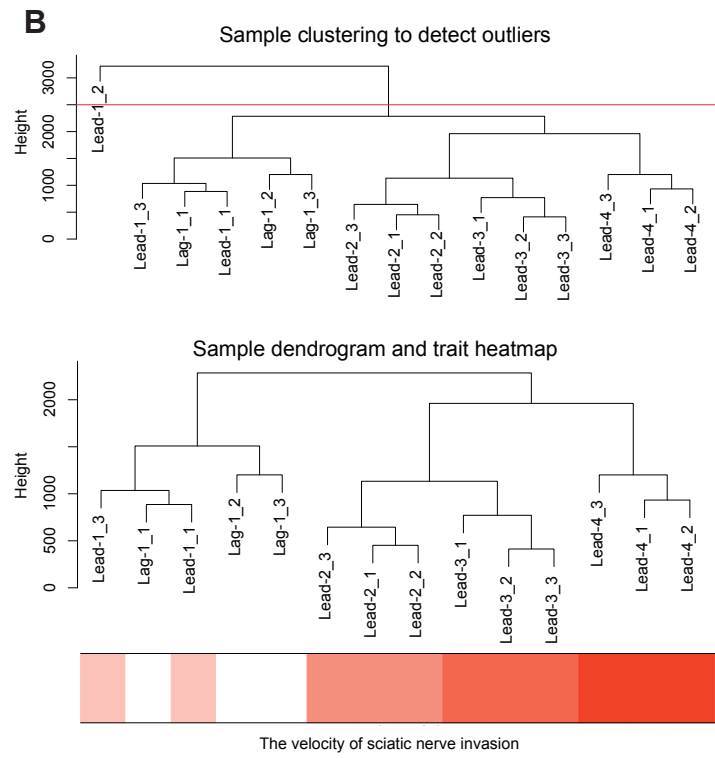 B
Sample clustering to detect outliers
Height
0
1000
2000
3000
Lead-1_2
Lead-1_3
Lag-1_1
Lead-1_1
Lag-1_2
Lag-1_3
Lead-2_3
Lead-2_1
Lead-2_2
Lead-3_1
Lead-3_2
Lead-3_3
Lead-4_3
Lead-4_1
Lead-4_2
Sample dendrogram and trait heatmap
Height
0
500
1000
2000
Lead-1_3
Lag-1_1
Lead-1_1
Lag-1_2
Lag-1_3
Lead-2_3
Lead-2_1
Lead-2_2
Lead-3_1
Lead-3_2
Lead-3_3
Lead-4_3
Lead-4_1
Lead-4_2
The velocity of sciatic nerve invasion